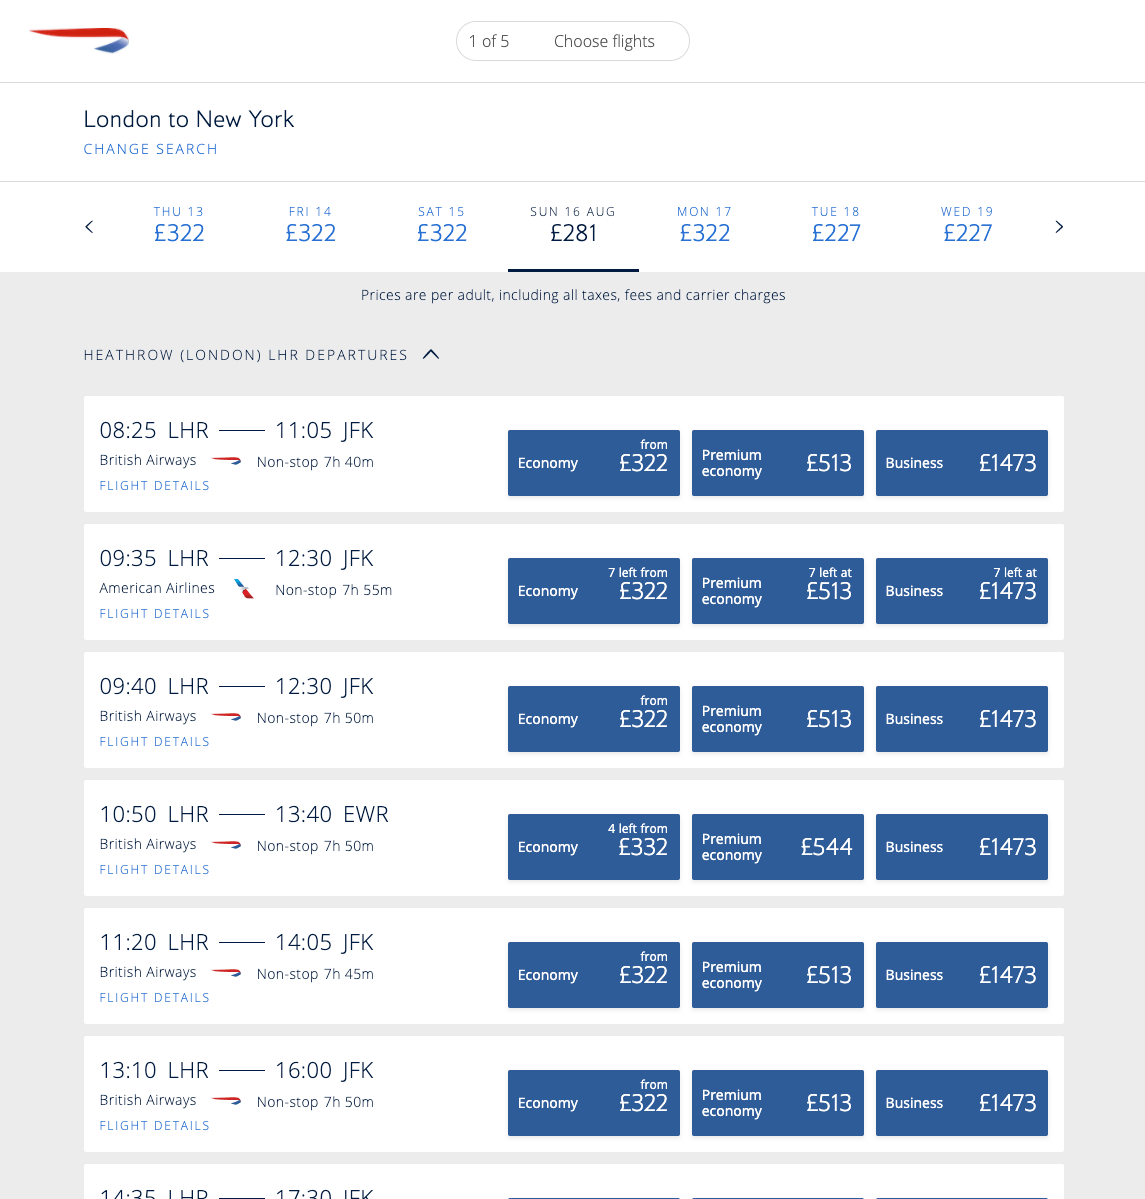 1 of 5 Choose flights
London to New York
CHANGE SEARCH
THU 13 FRI 14 SAT 15 SUN 16 AUG MON 17 TUE 18 WED 19
£322 £322 £322 £281 £322 £227 £227
Prices are per adult, including all taxes, fees and carrier charges
HEATHROW (LONDON) LHR DEPARTURES
08:25 LHR 11:05 JFK
British Airways Non-stop 7h 40m
FLIGHT DETAILS
Economy from £322
Premium economy £513
Business £1473
09:35 LHR 12:30 JFK
American Airlines Non-stop 7h 55m
FLIGHT DETAILS
Economy 7 left from £322
Premium economy 7 left at £513
Business 7 left at £1473
09:40 LHR 12:30 JFK
British Airways Non-stop 7h 50m
FLIGHT DETAILS
Economy from £322
Premium economy £513
Business £1473
10:50 LHR 13:40 EWR
British Airways Non-stop 7h 50m
FLIGHT DETAILS
Economy 4 left from £332
Premium economy £544
Business £1473
11:20 LHR 14:05 JFK
British Airways Non-stop 7h 45m
FLIGHT DETAILS
Economy from £322
Premium economy £513
Business £1473
13:10 LHR 16:00 JFK
British Airways Non-stop 7h 50m
FLIGHT DETAILS
Economy from £322
Premium economy £513
Business £1473
14:35 LHR 17:30 JFK